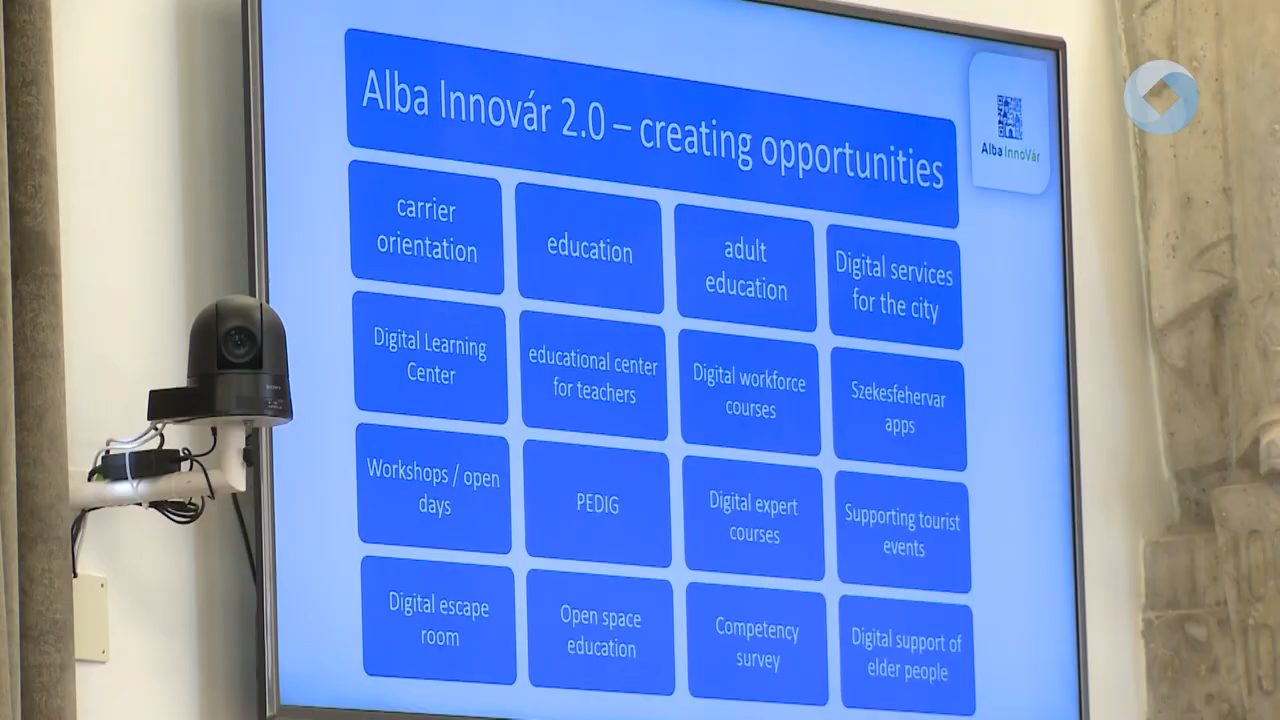 Alba Innovár 2.0 – creating opportunities
Alba InnoVár
carrier
orientation
education
adult
education
Digital services
for the city
Digital Learning
Center
educational center
for teachers
Digital workforce
courses
Szekesfehervar
apps
Workshops / open
days
PEDIG
Digital expert
courses
Supporting tourist
events
Digital escape
room
Open space
education
Competency
survey
Digital support of
elder people